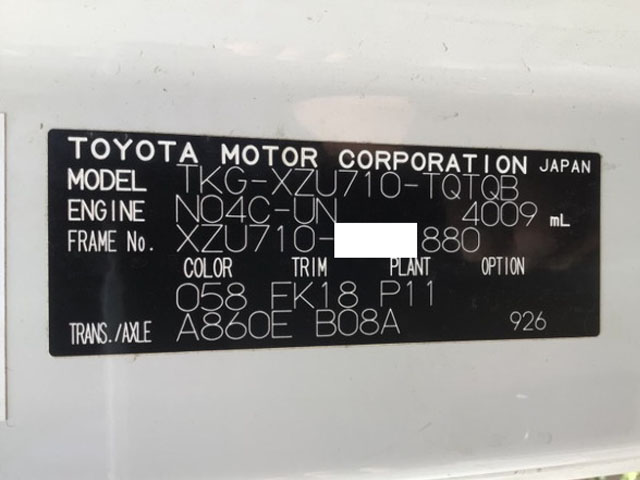 TOYOTA MOTOR CORPORATION JAPAN
MODEL TKG-XZU710-TQTQB
ENGINE N04C-UN 4009 mL
FRAME No. XZU710- 880
COLOR TRIM PLANT OPTION
058 FK18 P11
TRANS./AXLE A860E B08A 926